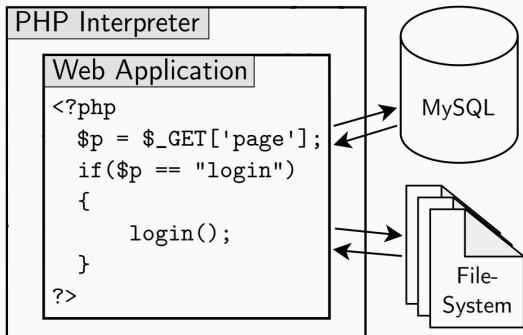 PHP Interpreter
Web Application
<?php
$p = $_GET['page'];
if($p == "login")
{
login();
}
?>
MySQL
File-
System